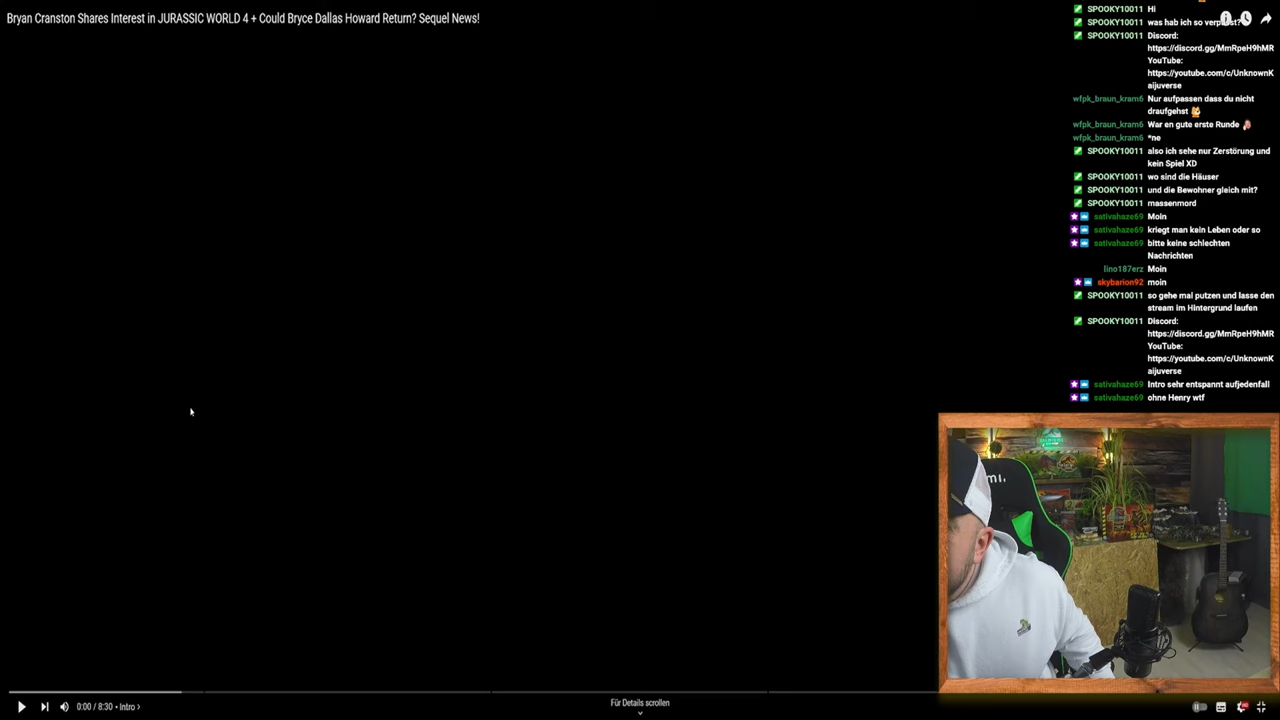 Bryan Cranston Shares Interest in JURASSIC WORLD 4 + Could Bryce Dallas Howard Return? Sequel News!
SPOOKY10011 Hi
SPOOKY10011 was hab ich so verpasst?
SPOOKY10011 Discord:
https://discord.gg/MmRpeH9hMR
YouTube:
https://youtube.com/c/UnknownK
aijuverse
wfpk_braun_kram6 Nur aufpassen dass du nicht
draufgehst
wfpk_braun_kram6 War en gute erste Runde
wfpk_braun_kram6 *ne
SPOOKY10011 also ich sehe nur Zerstörung und
kein Spiel XD
SPOOKY10011 wo sind die Häuser
SPOOKY10011 und die Bewohner gleich mit?
SPOOKY10011 massenmord
sativahaze69 Moin
sativahaze69 kriegt man kein Leben oder so
sativahaze69 bitte keine schlechten
Nachrichten
lino187erz Moin
skybarion92 moin
SPOOKY10011 so gehe mal putzen und lasse den
stream im Hintergrund laufen
SPOOKY10011 Discord:
https://discord.gg/MmRpeH9hMR
YouTube:
https://youtube.com/c/UnknownK
aijuverse
sativahaze69 Intro sehr entspannt aufjedenfall
sativahaze69 ohne Henry wtf
0:00 / 8:30 • Intro ›
Für Details scrollen